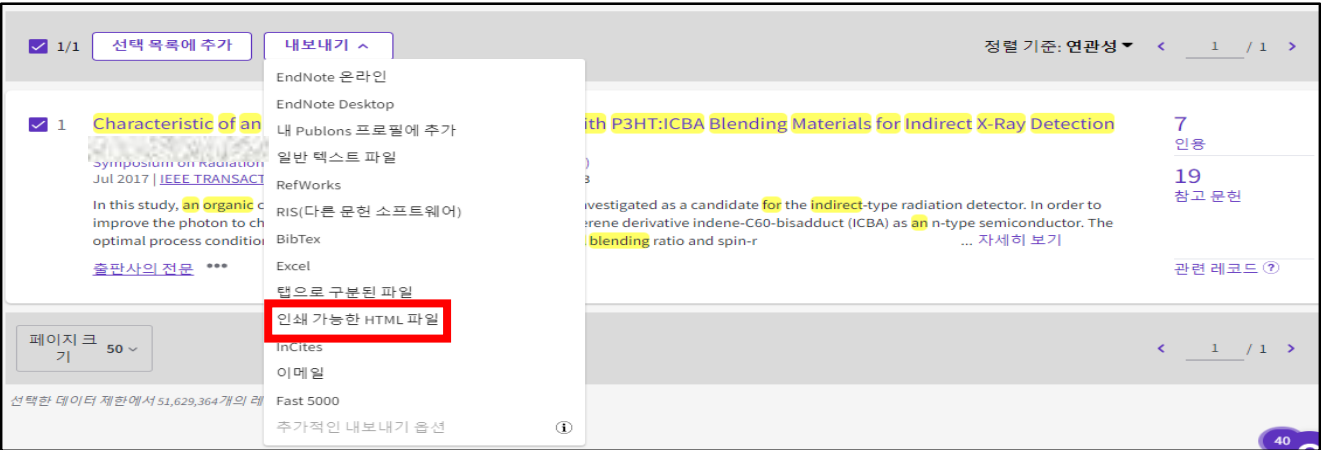 1/1 선택 목록에 추가 내보내기 정렬 기준: 연관성 1 / 1
EndNote 온라인
EndNote Desktop
내 Publons 프로필에 추가
일반 텍스트 파일
RefWorks
RIS(다른 문헌 소프트웨어)
BibTex
Excel
탭으로 구분된 파일
인쇄 가능한 HTML 파일
InCites
이메일
Fast 5000
추가적인 내보내기 옵션
1 Characteristic of an ith P3HT:ICBA Blending Materials for Indirect X-Ray Detection
Symposium on Radiation )
Jul 2017 | IEEE TRANSACT
In this study, an organic c vestigated as a candidate for the indirect-type radiation detector. In order to
improve the photon to ch erene derivative indene-C60-bisadduct (ICBA) as an n-type semiconductor. The
optimal process conditio blending ratio and spin-r ... 자세히 보기
출판사의 전문 •••
7
인용
19
참고 문헌
관련 레코드
페이지 크기 50 1 / 1
선택한 데이터 제한에서 51,629,364개의 레
40